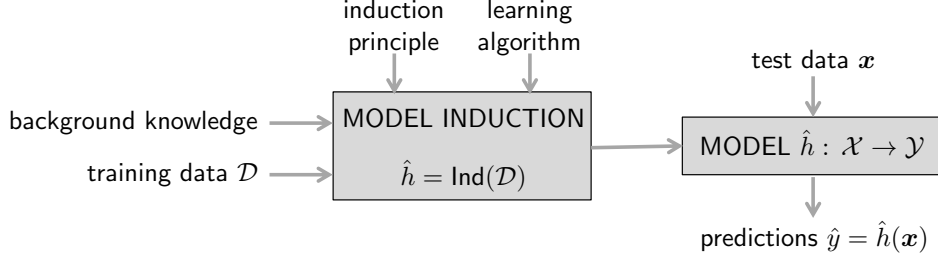 induction
principle
learning
algorithm
test data 𝒙
background knowledge
MODEL INDUCTION
training data 𝒟
ĥ = Ind(𝒟)
MODEL ĥ : 𝒳 → 𝒴
predictions ŷ = ĥ(𝒙)